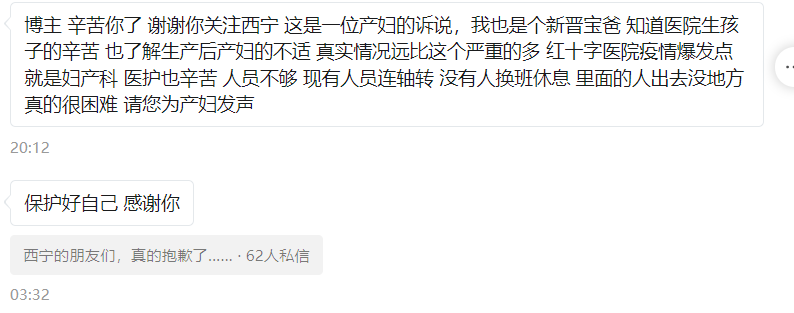 博主 辛苦你了 谢谢你关注西宁 这是一位产妇的诉说，我也是个新晋宝爸 知道医院生孩
子的辛苦 也了解生产后产妇的不适 真实情况远比这个严重的多 红十字医院疫情爆发点
就是妇产科 医护也辛苦 人员不够 现有人员连轴转 没有人换班休息 里面的人出去没地方
真的很困难 请您为产妇发声
20:12
保护好自己 感谢你
西宁的朋友们，真的抱歉了...... · 62人私信
03:32